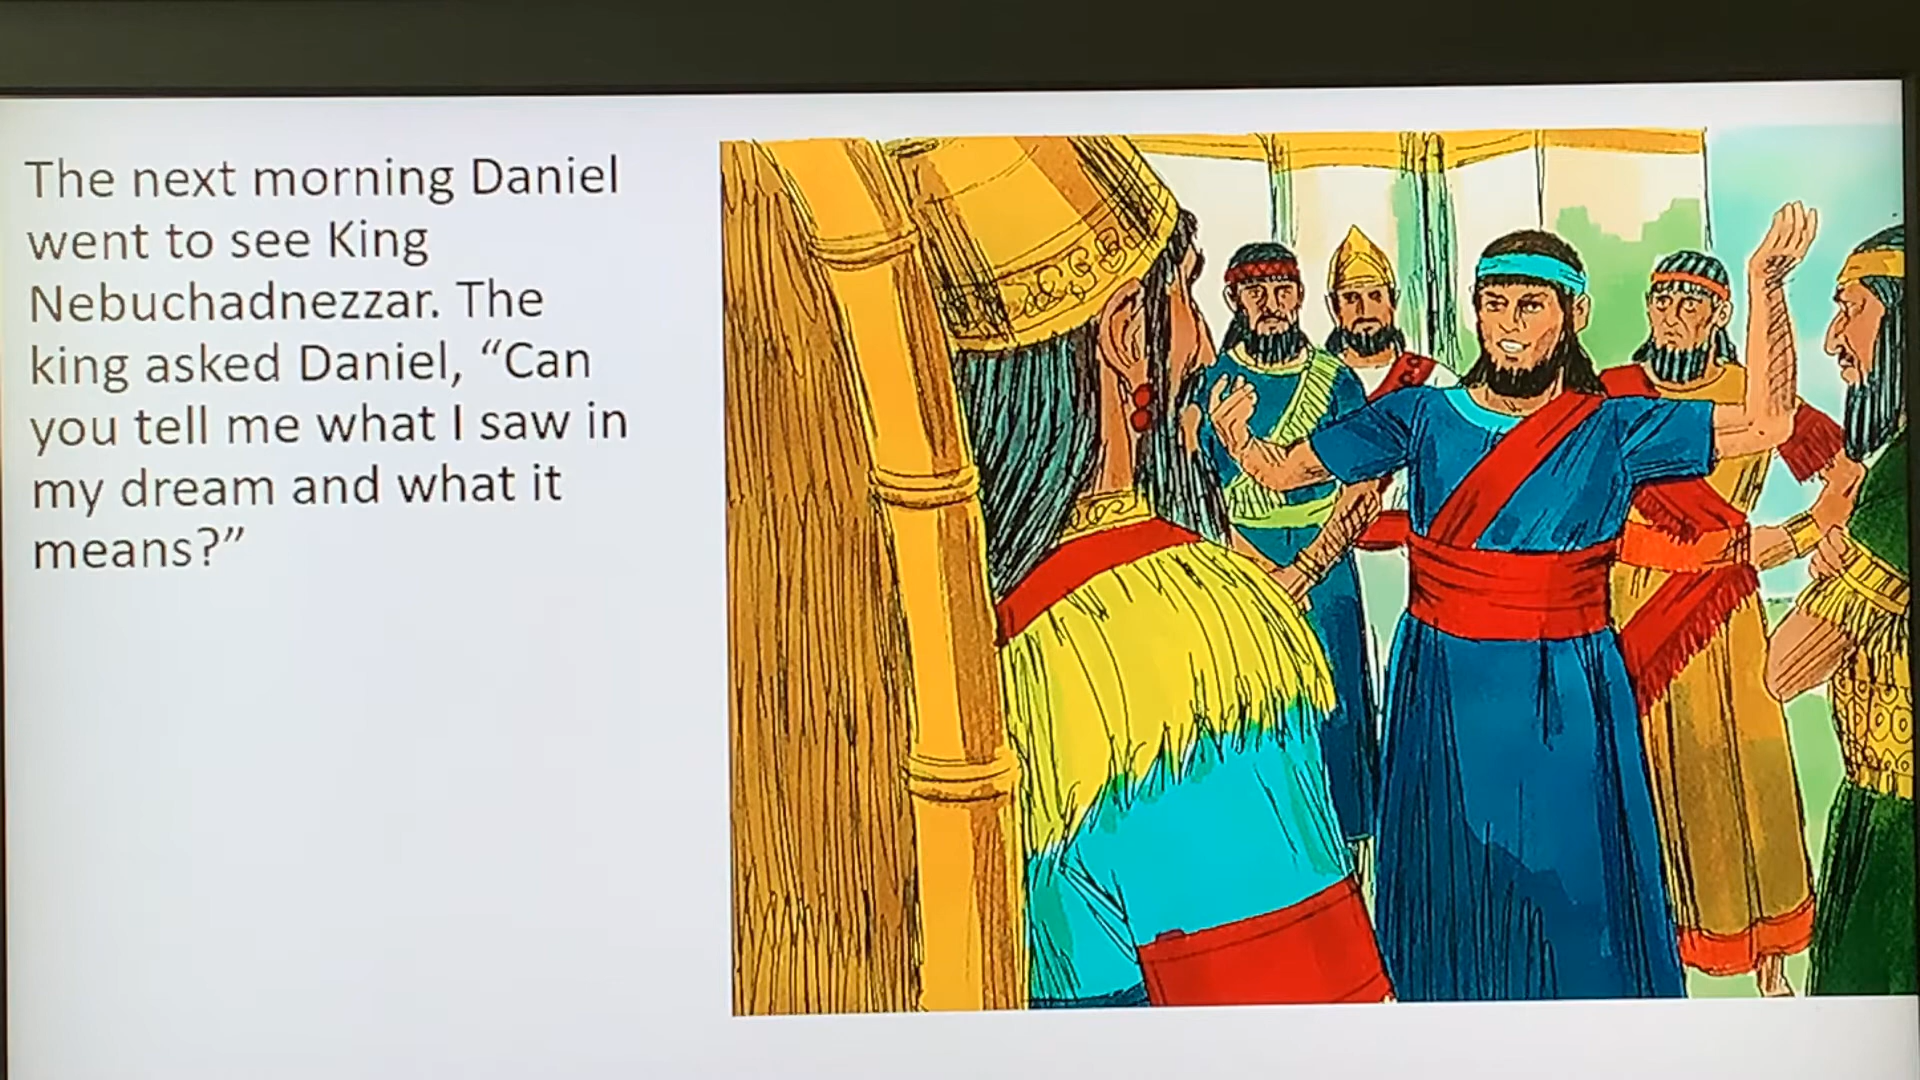 The next morning Daniel
went to see King
Nebuchadnezzar. The
king asked Daniel, “Can
you tell me what I saw in
my dream and what it
means?”